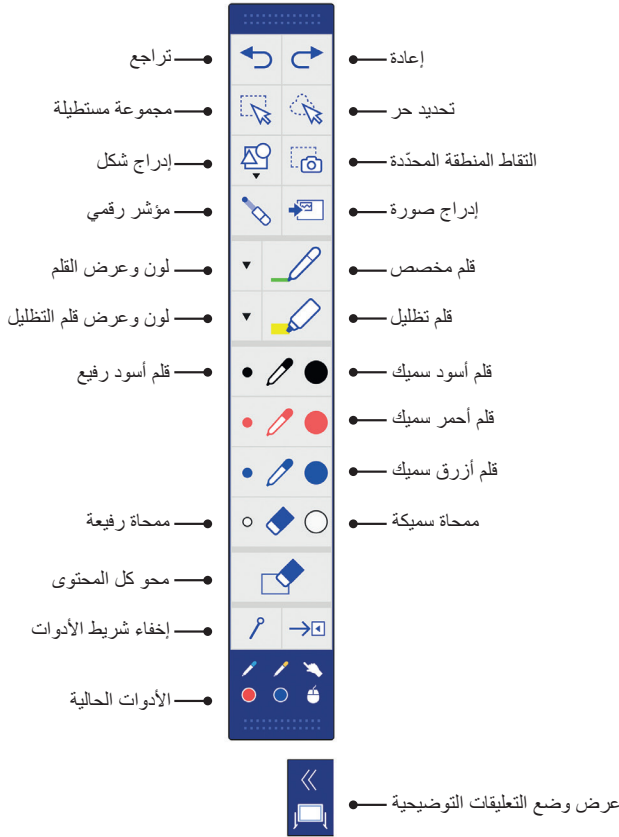 إعادة
تراجع
تحديد حر
مجموعة مستطيلة
التقاط المنطقة المحدّدة
إدراج شكل
إدراج صورة
مؤشر رقمي
قلم مخصص
لون وعرض القلم
قلم تظليل
لون وعرض قلم التظليل
قلم أسود سميك
قلم أسود رفيع
قلم أحمر سميك
قلم أزرق سميك
ممحاة سميكة
ممحاة رفيعة
محو كل المحتوى
إخفاء شريط الأدوات
الأدوات الحالية
عرض وضع التعليقات التوضيحية